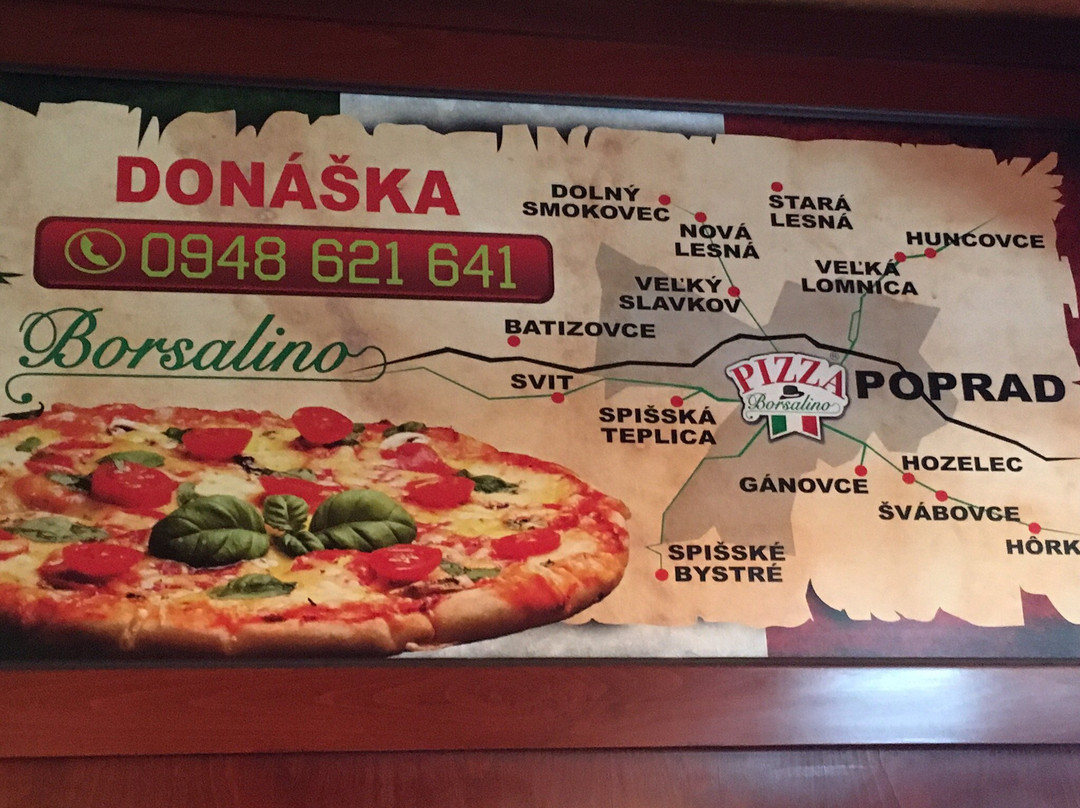 DONÁŠKA
0948 621 641
Borsalino
DOLNÝ
SMOKOVEC
STARÁ
LESNÁ
NOVÁ
LESNÁ
HUNCOVCE
VEĽKÁ
LOMNICA
VEĽKÝ
SLAVKOV
BATIZOVCE
SVIT
PIZZA
®
Borsalino
POPRAD
SPIŠSKÁ
TEPLICA
HOZELEC
GÁNOVCE
ŠVÁBOVCE
HÔRK
SPIŠSKÉ
BYSTRÉ